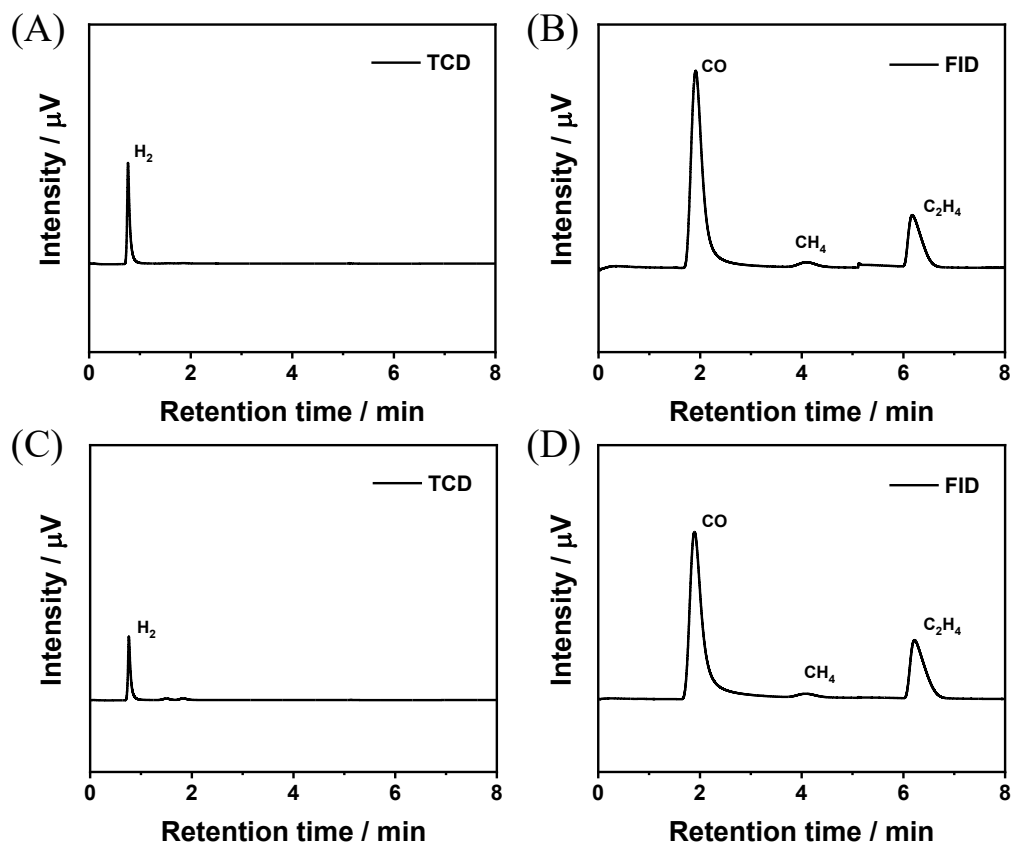 (A)
TCD
H₂
Intensity / μV
0 2 4 6 8
Retention time / min
(B)
FID
CO
CH₄
C₂H₄
Intensity / μV
0 2 4 6 8
Retention time / min
(C)
TCD
H₂
Intensity / μV
0 2 4 6 8
Retention time / min
(D)
FID
CO
CH₄
C₂H₄
Intensity / μV
0 2 4 6 8
Retention time / min